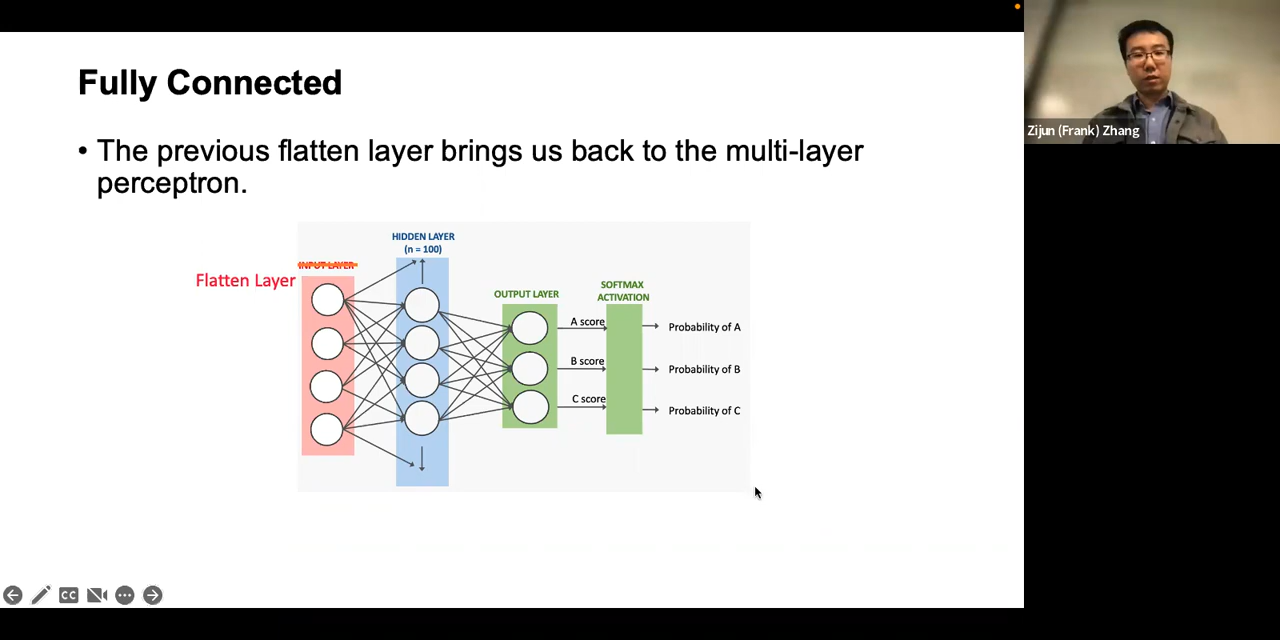 Fully Connected
• The previous flatten layer brings us back to the multi-layer
perceptron.
HIDDEN LAYER
(n = 100)
INPUT LAYER
Flatten Layer
OUTPUT LAYER
SOFTMAX
ACTIVATION
A score
Probability of A
B score
Probability of B
C score
Probability of C
CC
Zijun (Frank) Zhang